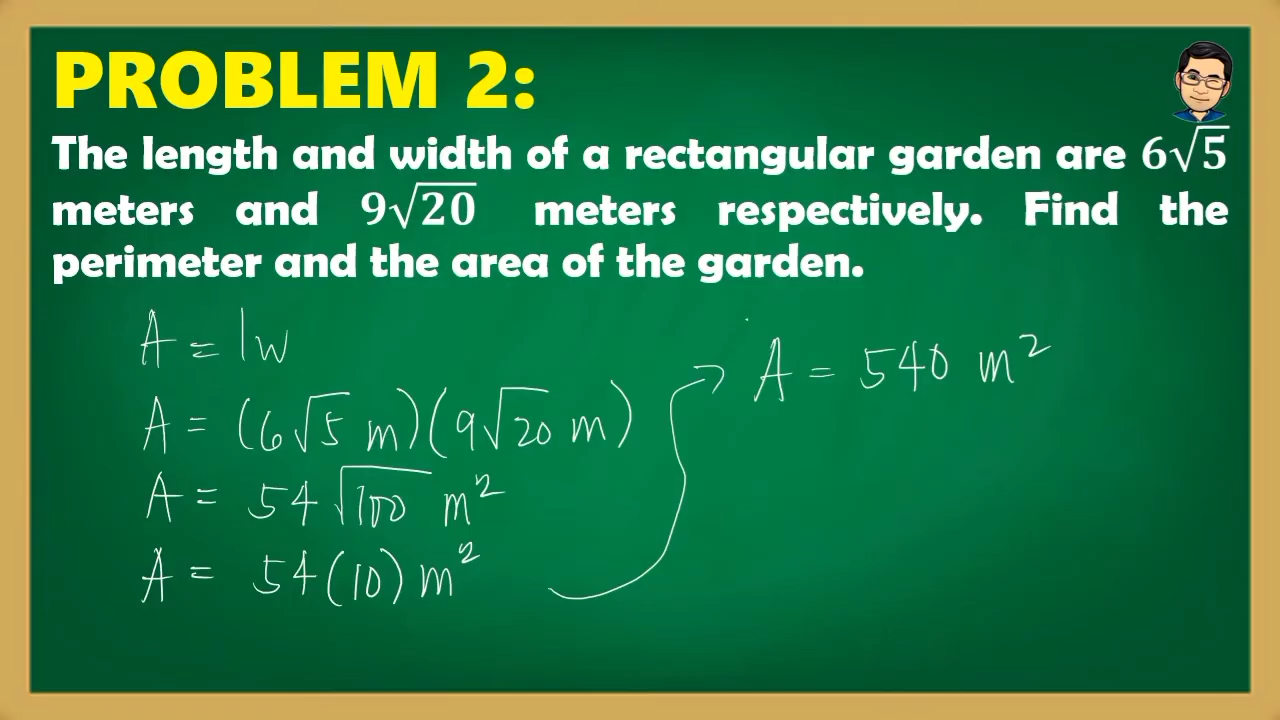 PROBLEM 2:
The length and width of a rectangular garden are 6√5
meters and 9√20 meters respectively. Find the
perimeter and the area of the garden.
A = lw
A = (6√5 m)(9√20 m)
A = 54√100 m²
A = 54(10) m²
A = 540 m²